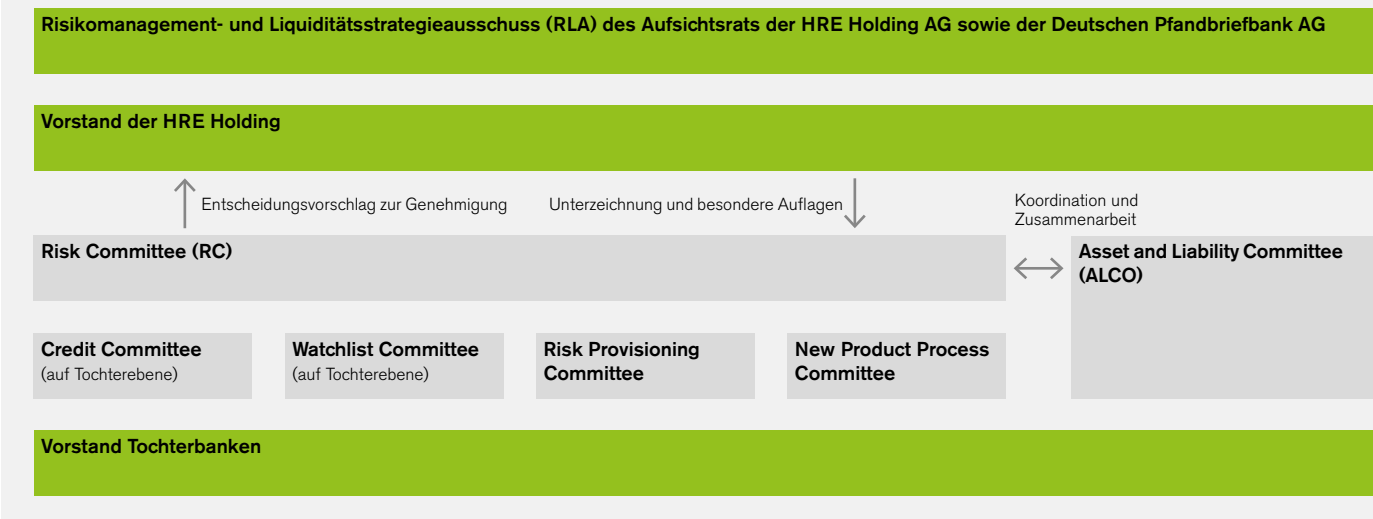 Risikomanagement- und Liquiditätsstrategieausschuss (RLA) des Aufsichtsrats der HRE Holding AG sowie der Deutschen Pfandbriefbank AG
Vorstand der HRE Holding
Entscheidungsvorschlag zur Genehmigung
Unterzeichnung und besondere Auflagen
Koordination und
Zusammenarbeit
Risk Committee (RC)
Asset and Liability Committee
(ALCO)
Credit Committee
(auf Tochterebene)
Watchlist Committee
(auf Tochterebene)
Risk Provisioning
Committee
New Product Process
Committee
Vorstand Tochterbanken